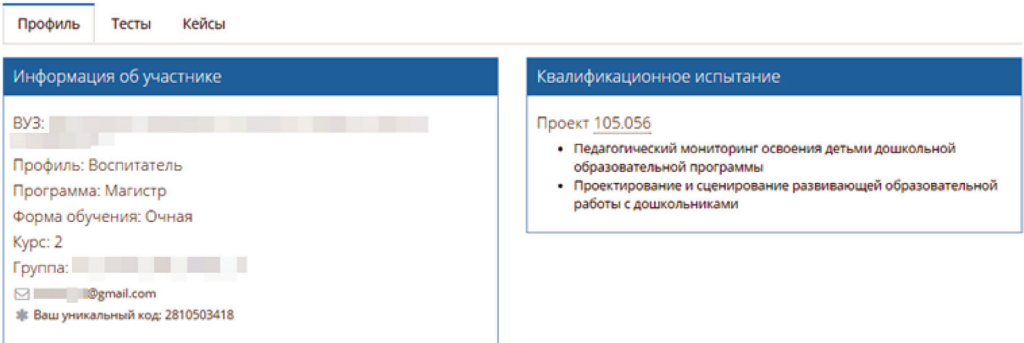 Профиль Тесты Кейсы
Информация об участнике
ВУЗ:
Профиль: Воспитатель
Программа: Магистр
Форма обучения: Очная
Курс: 2
Группа:
@gmail.com
Ваш уникальный код: 2810503418
Квалификационное испытание
Проект 105.056
• Педагогический мониторинг освоения детьми дошкольной
образовательной программы
• Проектирование и сценирование развивающей образовательной
работы с дошкольниками